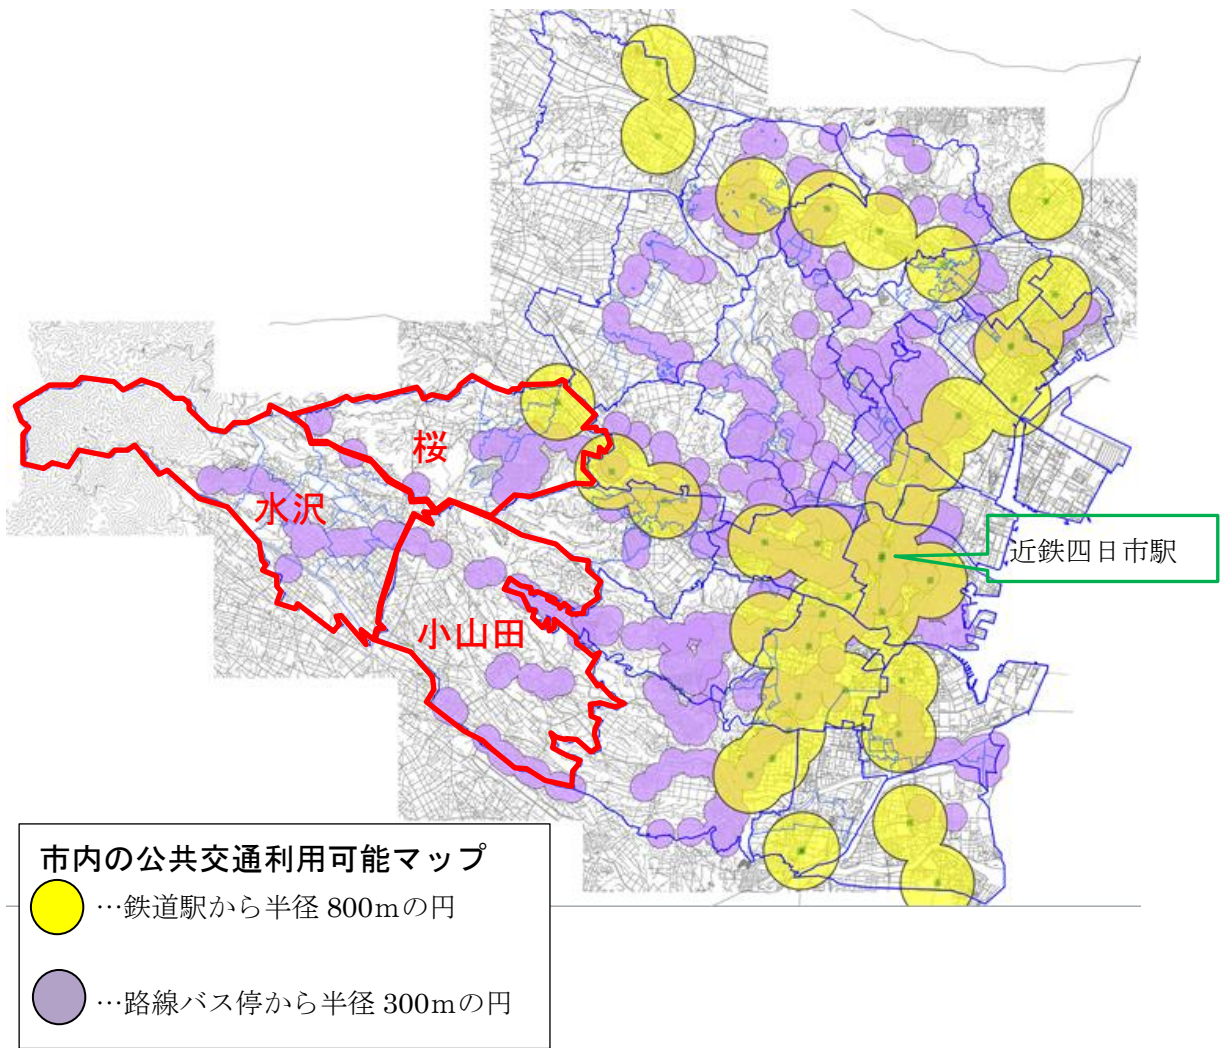 桜
水沢
近鉄四日市駅
小山田
市内の公共交通利用可能マップ
…鉄道駅から半径 800mの円
…路線バス停から半径 300mの円